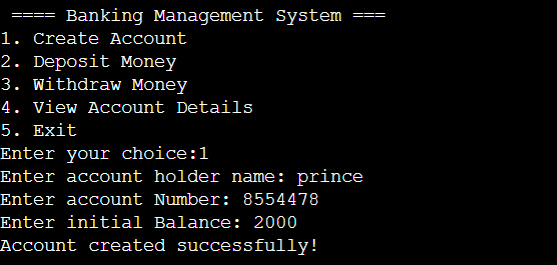 ==== Banking Management System ===
1. Create Account
2. Deposit Money
3. Withdraw Money
4. View Account Details
5. Exit
Enter your choice:1
Enter account holder name: prince
Enter account Number: 8554478
Enter initial Balance: 2000
Account created successfully!